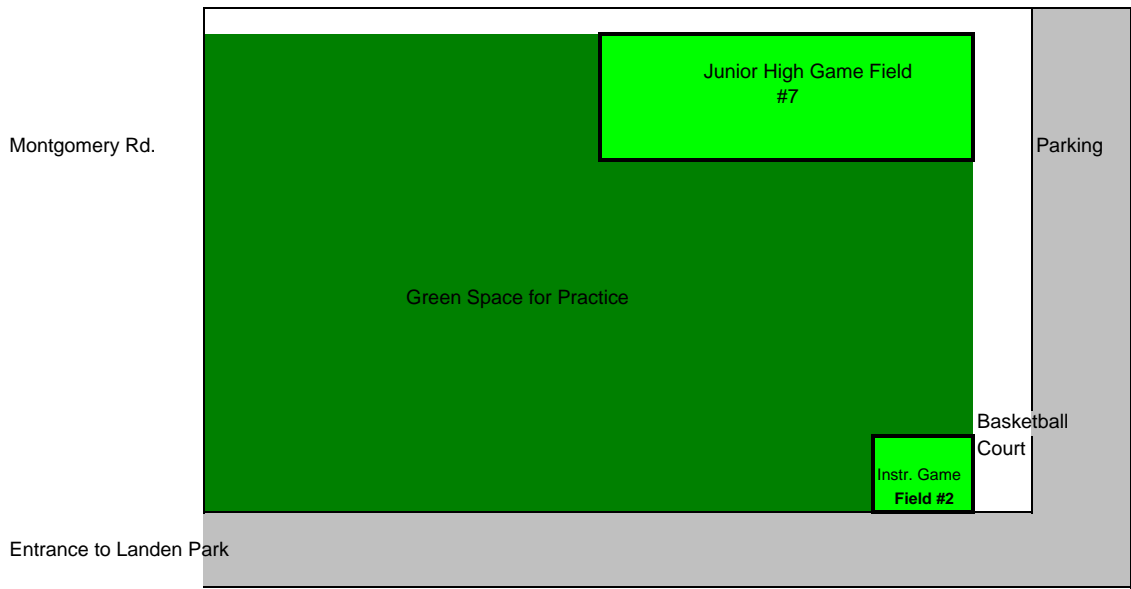 Junior High Game Field
#7
Montgomery Rd.
Parking
Green Space for Practice
Basketball
Court
Instr. Game
Field #2
Entrance to Landen Park